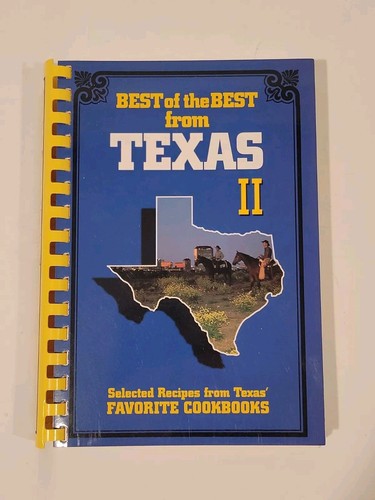 BEST of the BEST
from
TEXAS
II
Selected Recipes from Texas'
FAVORITE COOKBOOKS